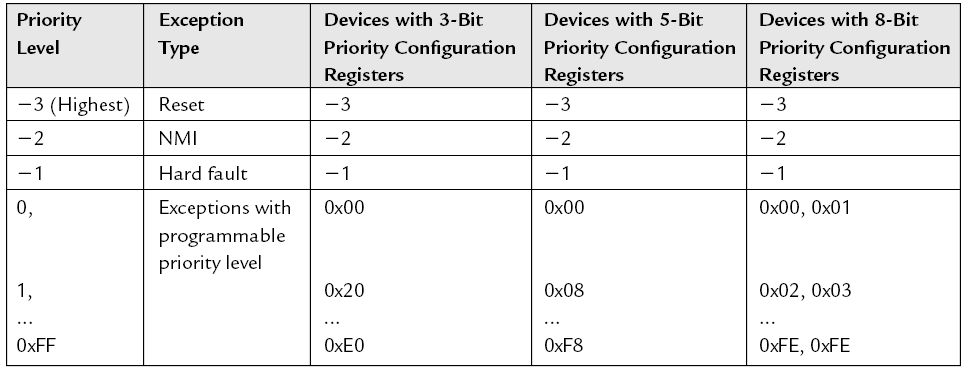 Priority Level Exception Type Devices with 3-Bit Priority Configuration Registers Devices with 5-Bit Priority Configuration Registers Devices with 8-Bit Priority Configuration Registers
−3 (Highest) Reset −3 −3 −3
−2 NMI −2 −2 −2
−1 Hard fault −1 −1 −1
0, Exceptions with 0x00 0x00 0x00, 0x01
programmable
priority level
1, 0x20 0x08 0x02, 0x03
... ... ... ...
0xFF 0xE0 0xF8 0xFE, 0xFE